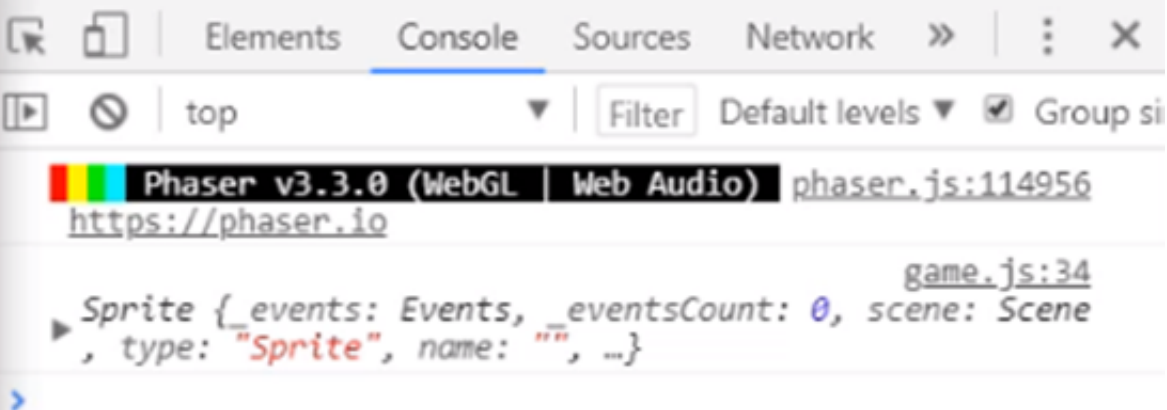 Elements Console Sources Network »
top Filter Default levels Group si
Phaser v3.3.0 (WebGL | Web Audio) phaser.js:114956
https://phaser.io
game.js:34
Sprite {_events: Events, _eventsCount: 0, scene: Scene
, type: "Sprite", name: "", …}